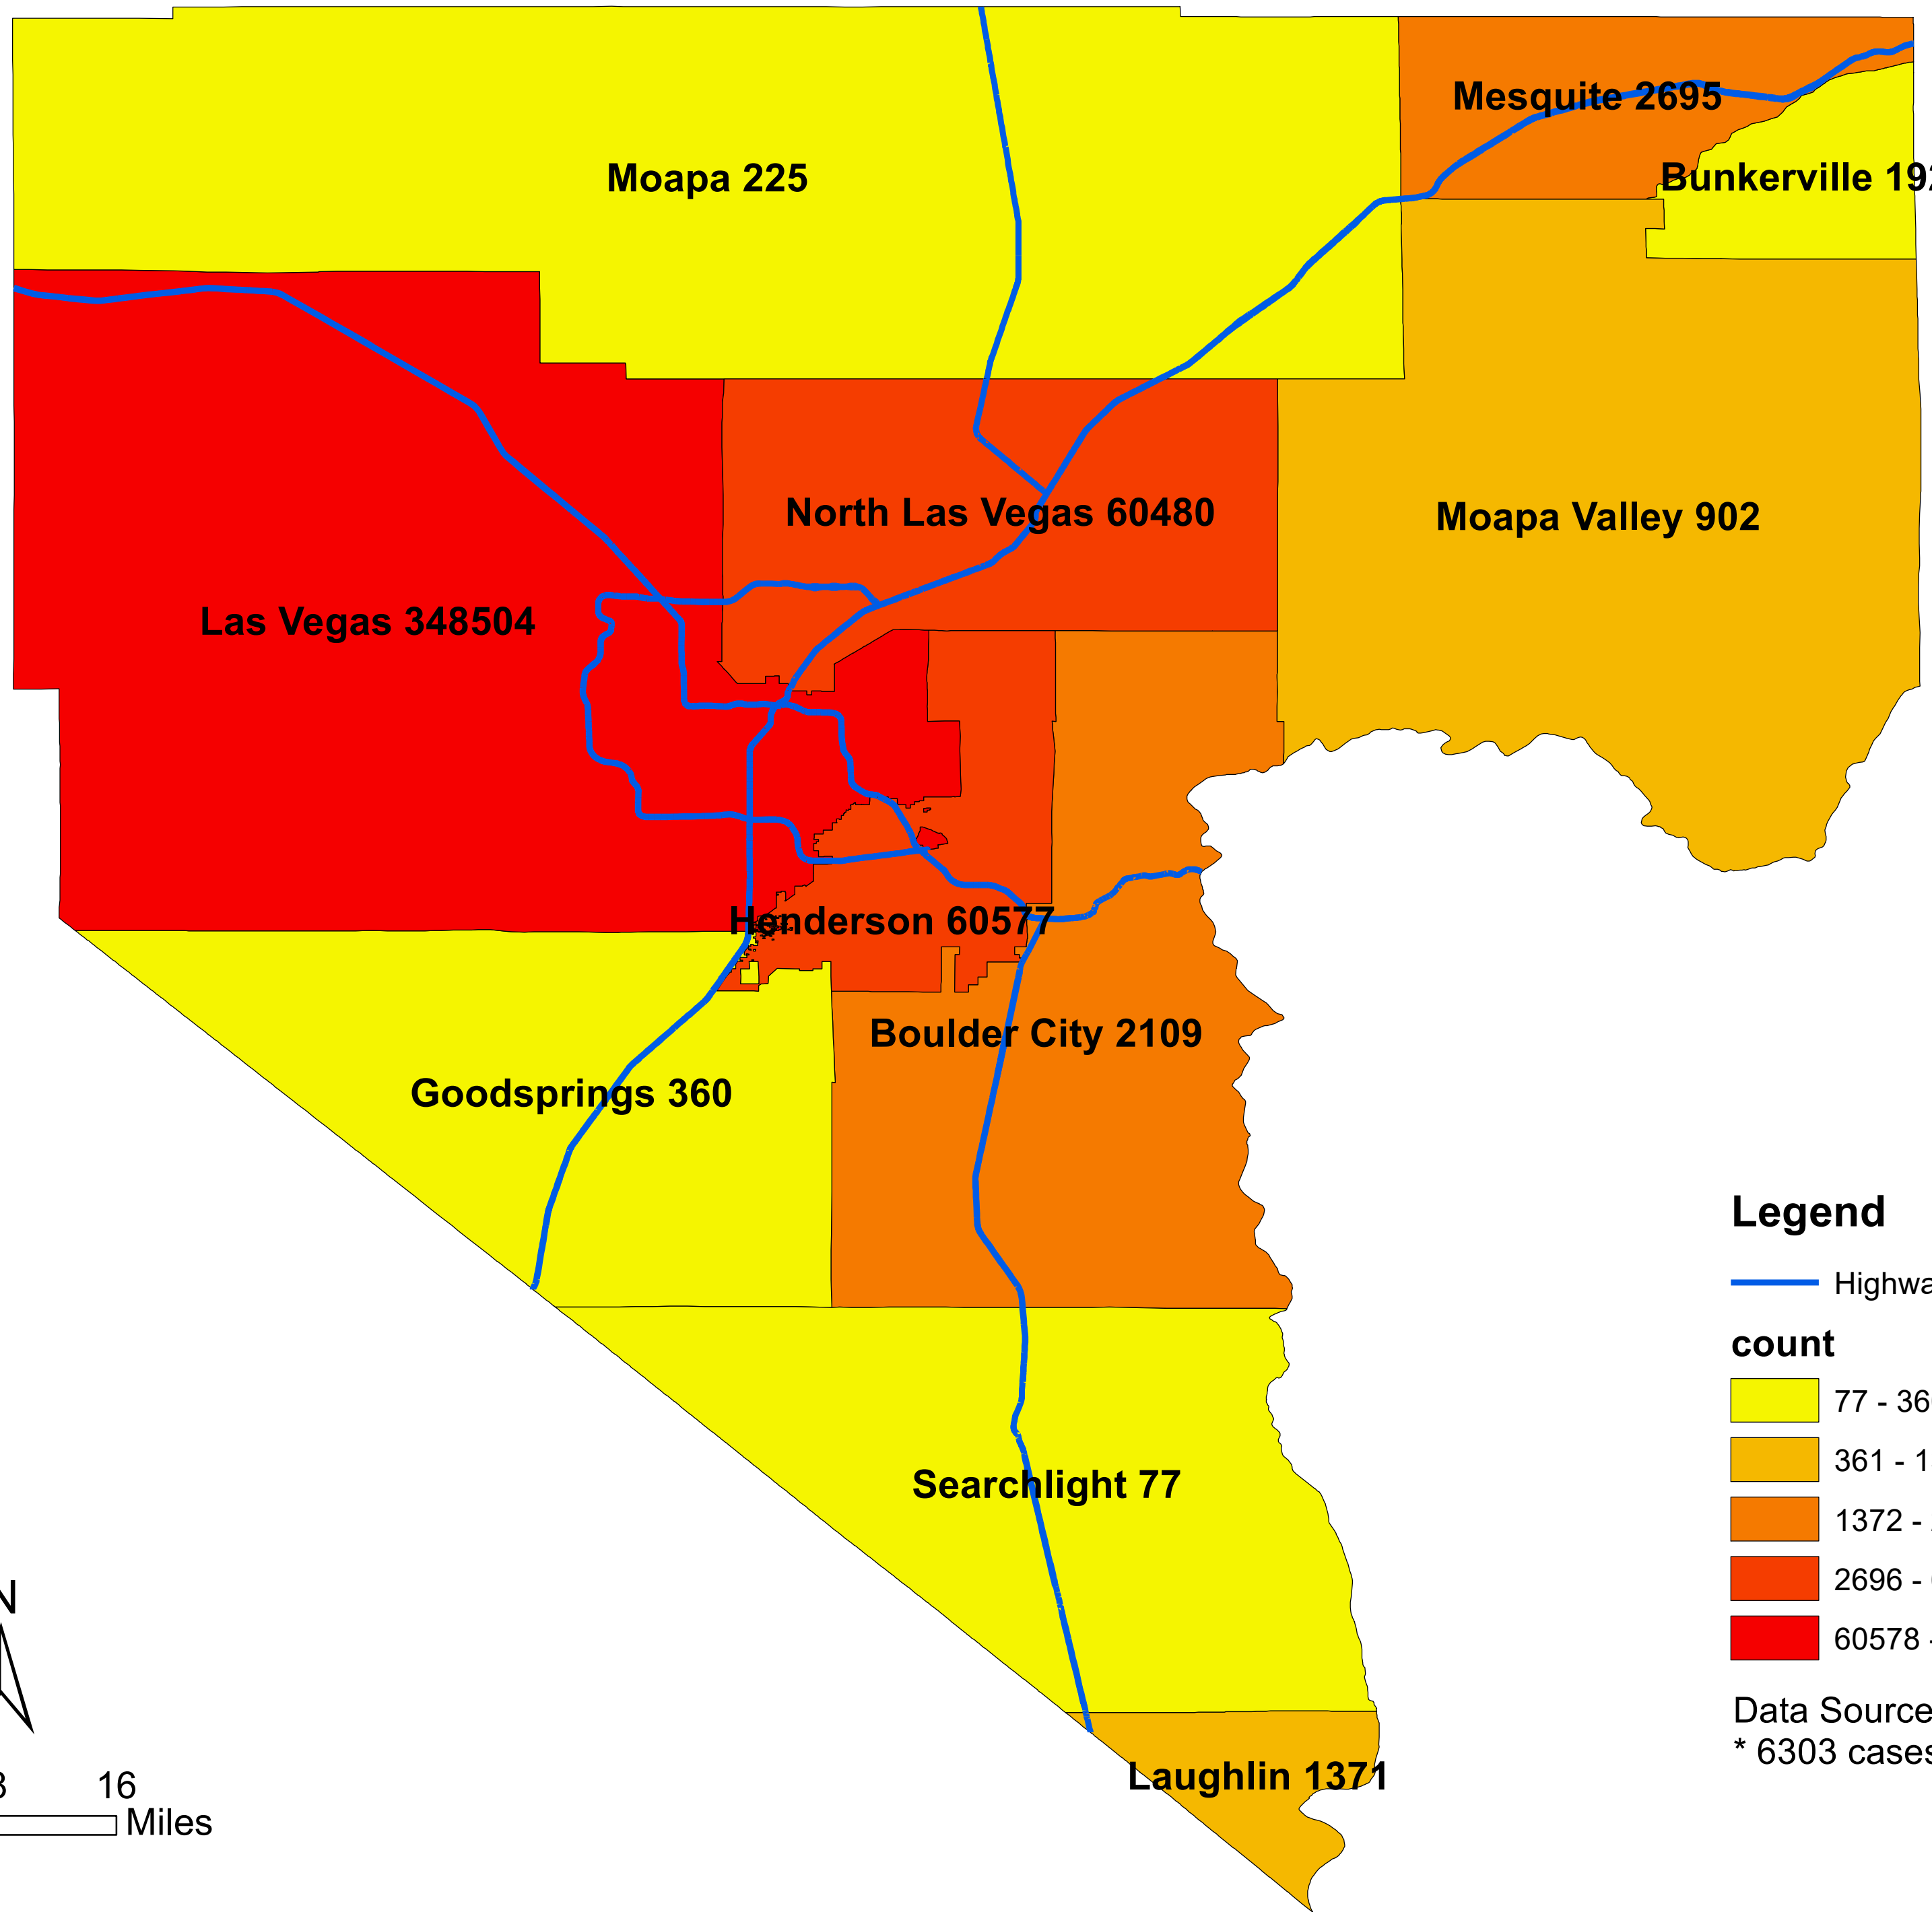 Mesquite 2695
Moapa 225
Bunkerville
North Las Vegas 60480
Moapa Valley 902
Las Vegas 348504
Henderson 60577
Boulder City 2109
Goodsprings 360
Searchlight 77
Laughlin 1371
N
16
Miles
Legend
count
77 -
361 -
1372 -
2696 -
60578 -
Data Source
* 6303 cases